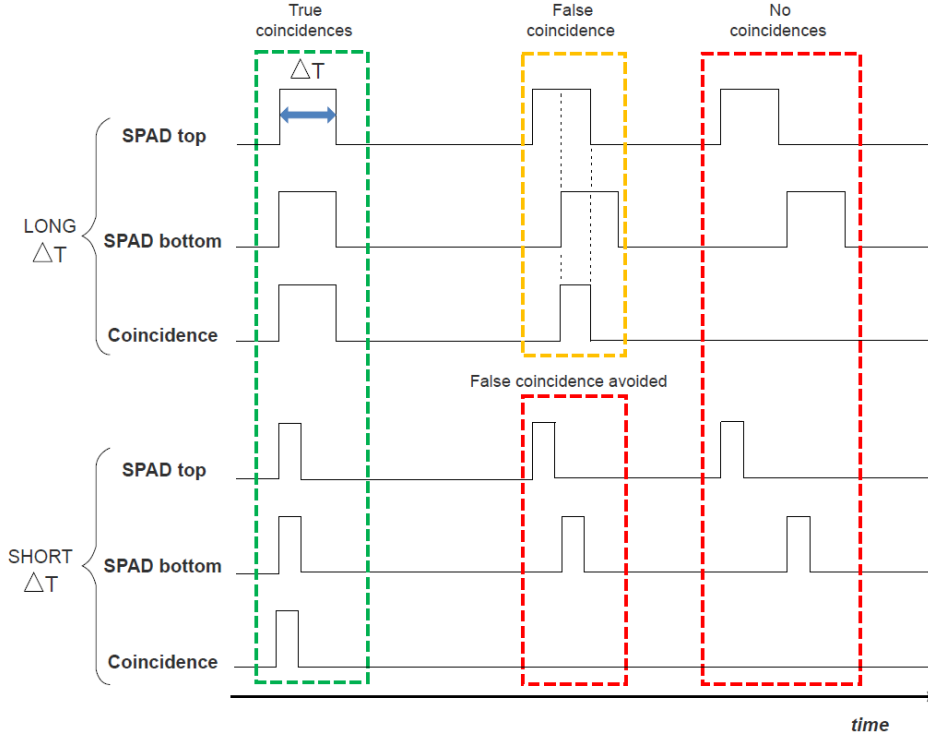 True
coincidences
False
coincidence
No
coincidences
△T
SPAD top
LONG
△T
SPAD bottom
Coincidence
False coincidence avoided
SPAD top
SHORT
△T
SPAD bottom
Coincidence
time